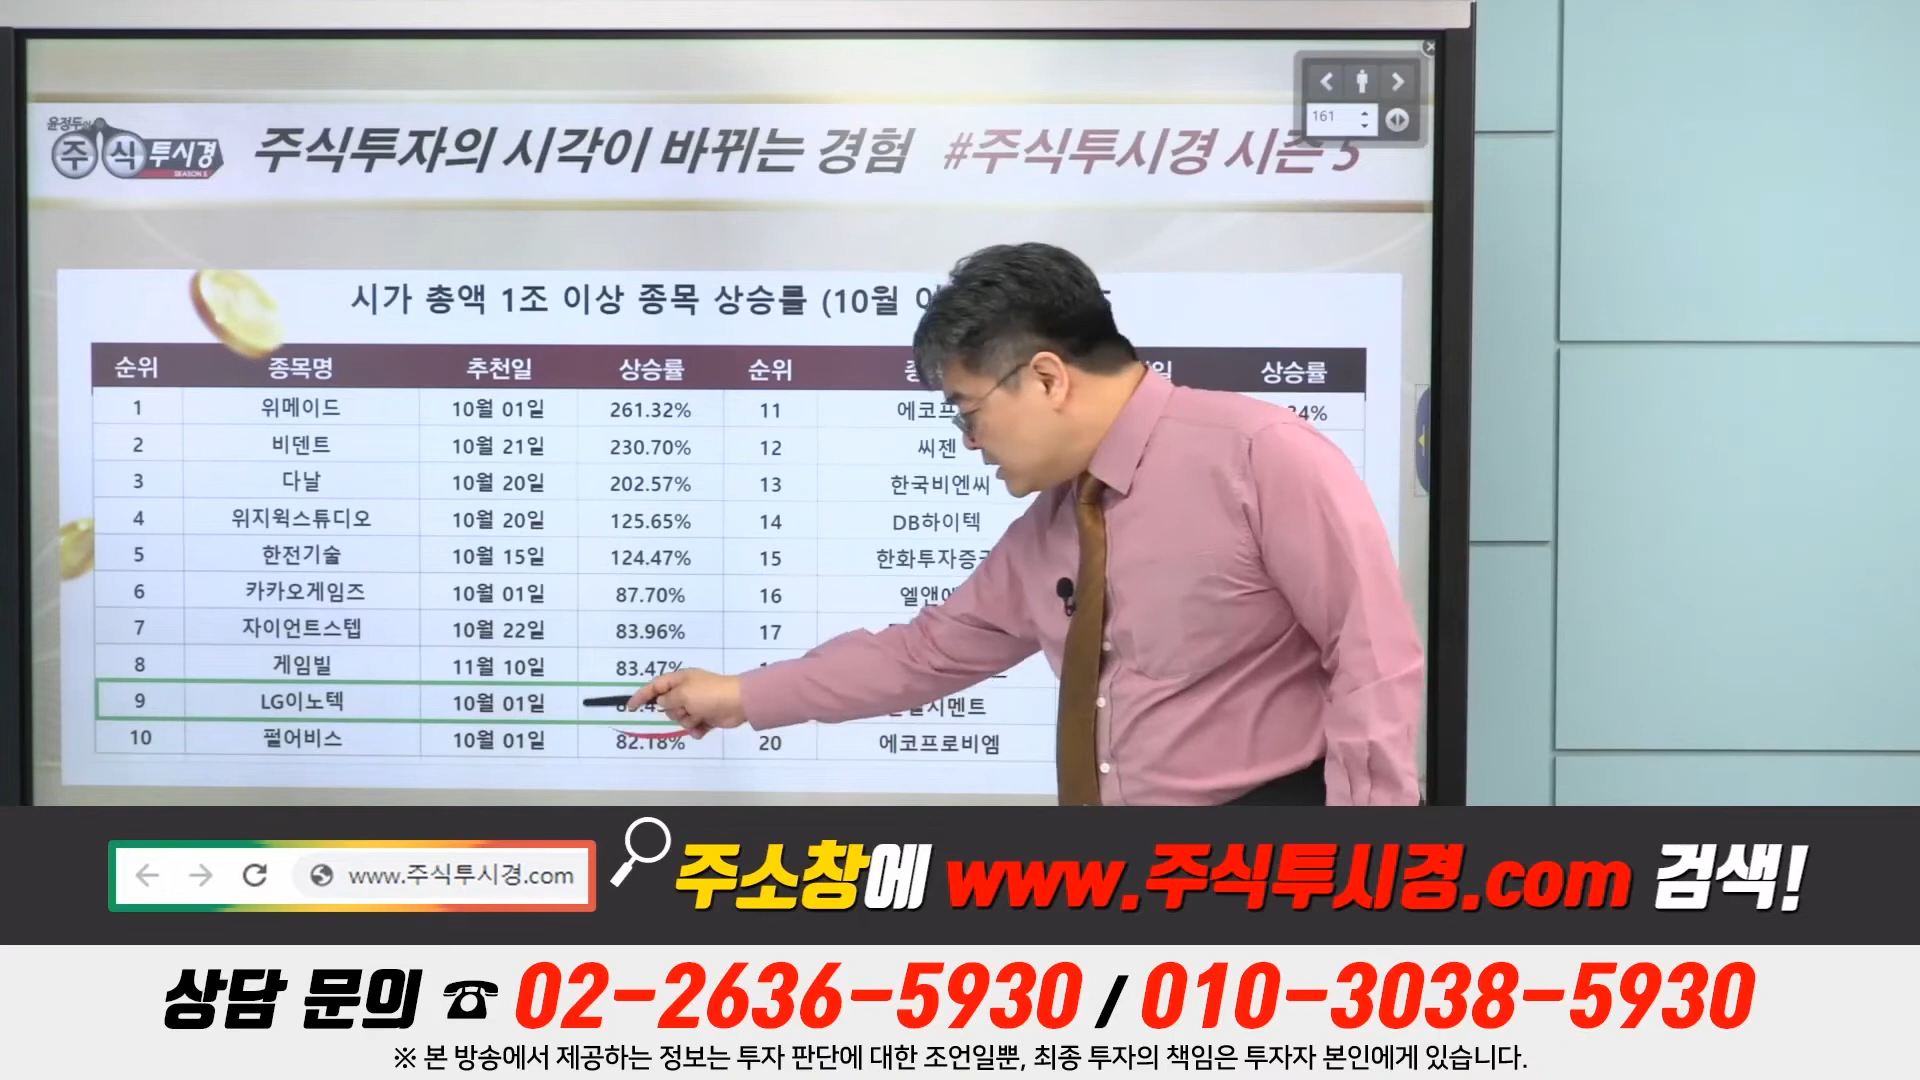 윤정두의
주식투시경
SEASON 5
주식투자의 시각이 바뀌는 경험 #주식투시경 시즌 5
161
시가 총액 1조 이상 종목 상승률 (10월
순위 종목명 추천일 상승률 순위 상승률
1 위메이드 10월 01일 261.32% 11
2 비덴트 10월 21일 230.70% 12 씨젠
3 다날 10월 20일 202.57% 13 한국비엔씨
4 위지윅스튜디오 10월 20일 125.65% 14 DB하이텍
5 한전기술 10월 15일 124.47% 15 한화투자증권
6 카카오게임즈 10월 01일 87.70% 16
7 자이언트스텝 10월 22일 83.96% 17
8 게임빌 11월 10일 83.47%
9 LG이노텍 10월 01일
10 펄어비스 10월 01일 82.18% 20 에코프로비엠
www.주식투시경.com
주소창에 www.주식투시경.com 검색!
상담 문의 ☎ 02-2636-5930 / 010-3038-5930
※ 본 방송에서 제공하는 정보는 투자 판단에 대한 조언일뿐, 최종 투자의 책임은 투자자 본인에게 있습니다.